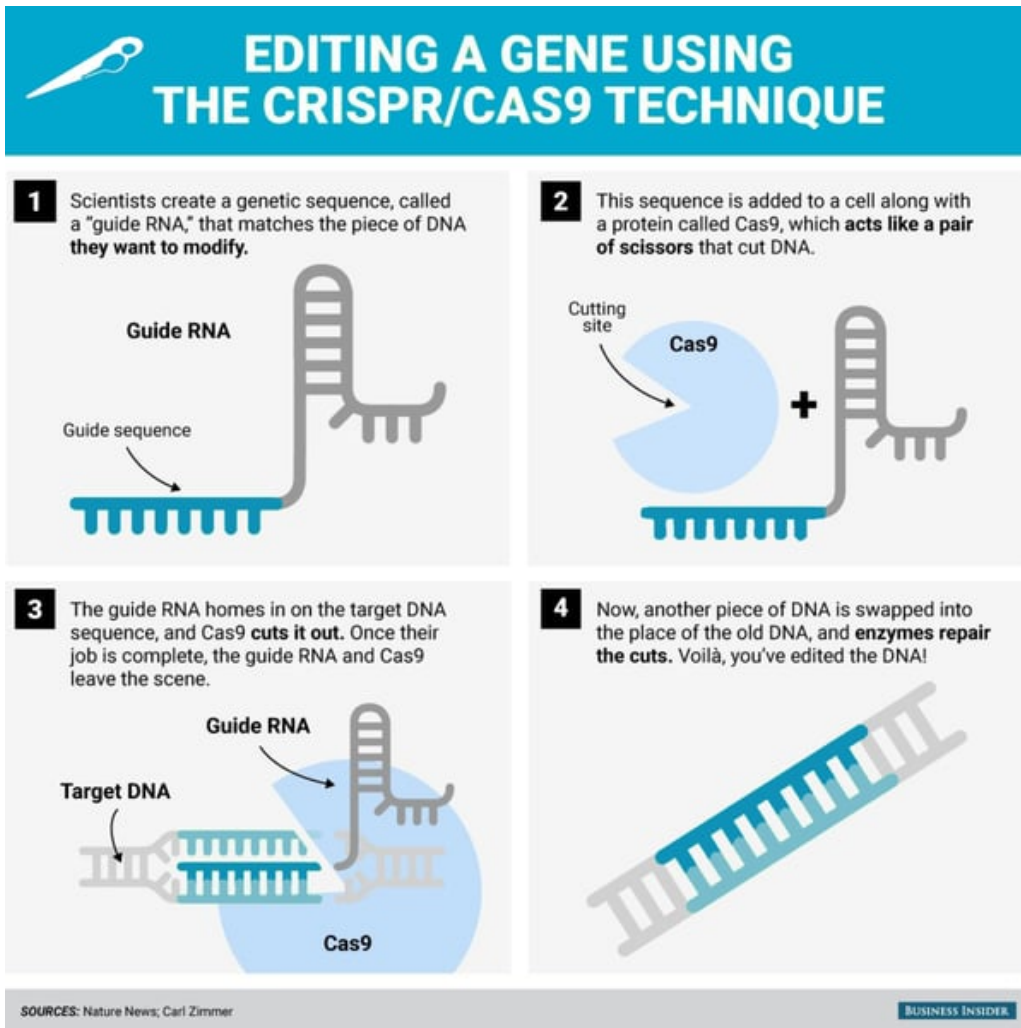 EDITING A GENE USING
THE CRISPR/CAS9 TECHNIQUE
1
Scientists create a genetic sequence, called
a “guide RNA,” that matches the piece of DNA
they want to modify.
Guide RNA
Guide sequence
2
This sequence is added to a cell along with
a protein called Cas9, which acts like a pair
of scissors that cut DNA.
Cutting
site
Cas9
+
3
The guide RNA homes in on the target DNA
sequence, and Cas9 cuts it out. Once their
job is complete, the guide RNA and Cas9
leave the scene.
Guide RNA
Target DNA
Cas9
4
Now, another piece of DNA is swapped into
the place of the old DNA, and enzymes repair
the cuts. Voilà, you’ve edited the DNA!
SOURCES: Nature News; Carl Zimmer
BUSINESS INSIDER